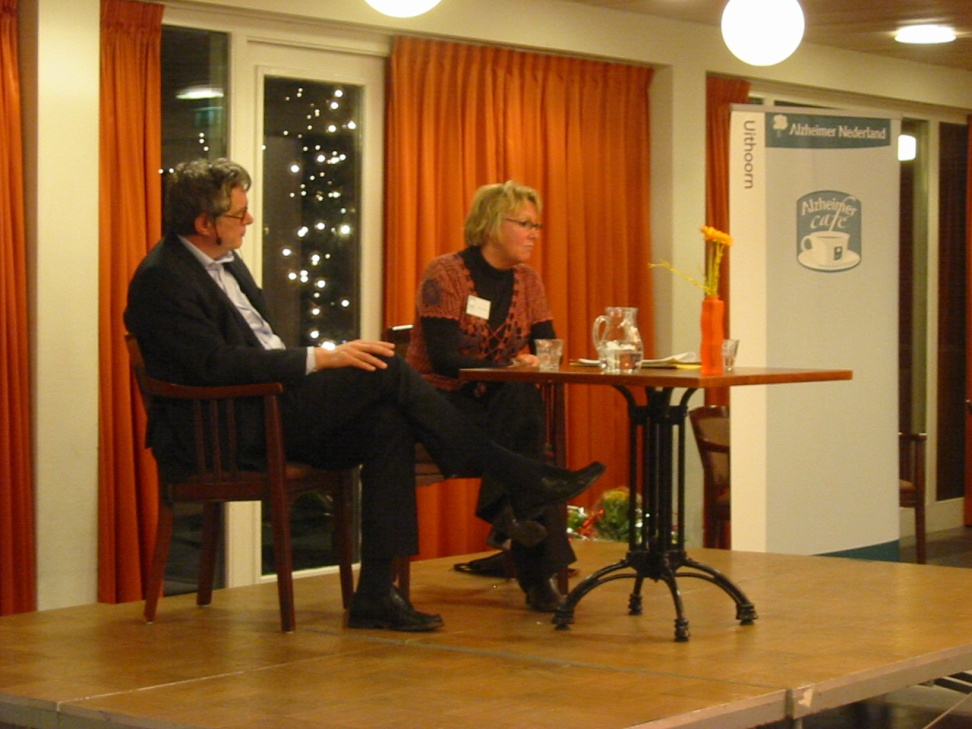 Uithoorn
Alzheimer Nederland
Alzheimer
café